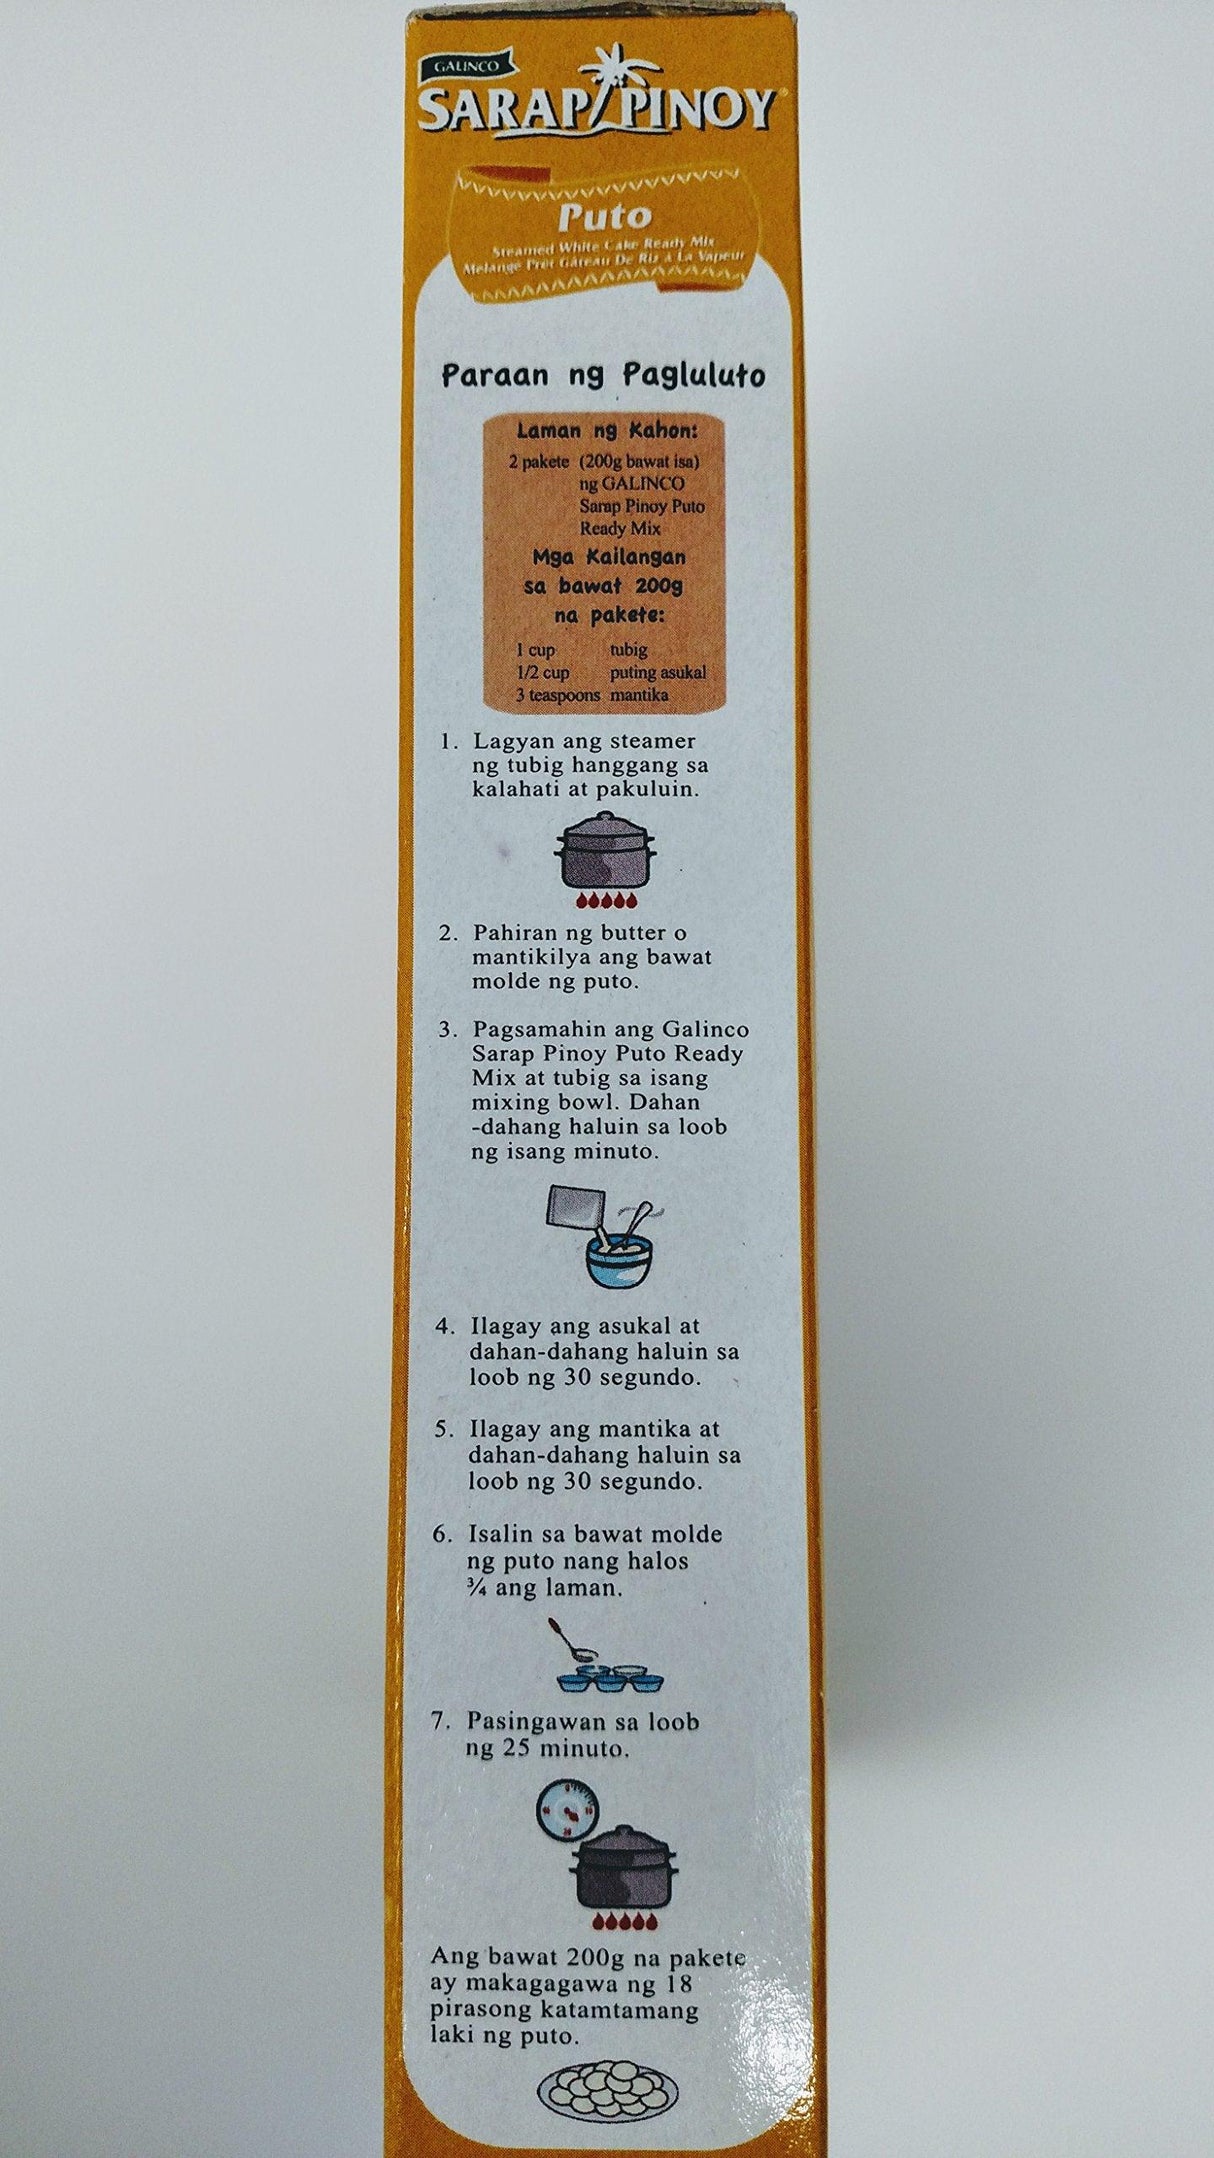 GALINCO
SARAP PINOY
Puto
Steamed White Cake Ready Mix
Melange Pret Gâteau De Riz à La Vapeur
Paraan ng Pagluluto
Laman ng Kahon:
2 pakete (200g bawat isa)
ng GALINCO
Sarap Pinoy Puto
Ready Mix
Mga Kailangan
sa bawat 200g
na pakete:
1 cup tubig
1/2 cup puting asukal
3 teaspoons mantika
1. Lagyan ang steamer
ng tubig hanggang sa
kalahati at pakuluin.
2. Pahiran ng butter o
mantikilya ang bawat
molde ng puto.
3. Pagsamahin ang Galinco
Sarap Pinoy Puto Ready
Mix at tubig sa isang
mixing bowl. Dahan
-dahang haluin sa loob
ng isang minuto.
4. Ilagay ang asukal at
dahan-dahang haluin sa
loob ng 30 segundo.
5. Ilagay ang mantika at
dahan-dahang haluin sa
loob ng 30 segundo.
6. Isalin sa bawat molde
ng puto nang halos
¾ ang laman.
7. Pasingawan sa loob
ng 25 minuto.
Ang bawat 200g na pakete
ay makagagawa ng 18
pirasong katamtamang
laki ng puto.